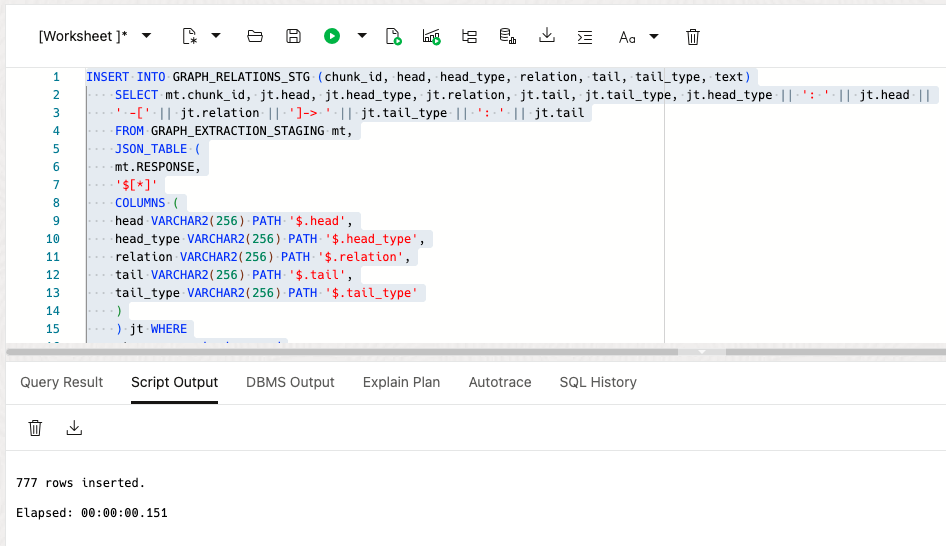 [Worksheet ]*
Aa
1 INSERT INTO GRAPH_RELATIONS_STG (chunk_id, head, head_type, relation, tail, tail_type, text)
2 ····SELECT mt.chunk_id, jt.head, jt.head_type, jt.relation, jt.tail, jt.tail_type, jt.head_type || ': ' || jt.head ||
3 ····' -[' || jt.relation || ']-> ' || jt.tail_type || ': ' || jt.tail
4 ····FROM GRAPH_EXTRACTION_STAGING mt,
5 ····JSON_TABLE (
6 ····mt.RESPONSE,
7 ····'$[*]'
8 ····COLUMNS (
9 ····head VARCHAR2(256) PATH '$.head',
10 ····head_type VARCHAR2(256) PATH '$.head_type',
11 ····relation VARCHAR2(256) PATH '$.relation',
12 ····tail VARCHAR2(256) PATH '$.tail',
13 ····tail_type VARCHAR2(256) PATH '$.tail_type'
14 ····)
15 ····) jt WHERE
Query Result Script Output DBMS Output Explain Plan Autotrace SQL History
777 rows inserted.
Elapsed: 00:00:00.151